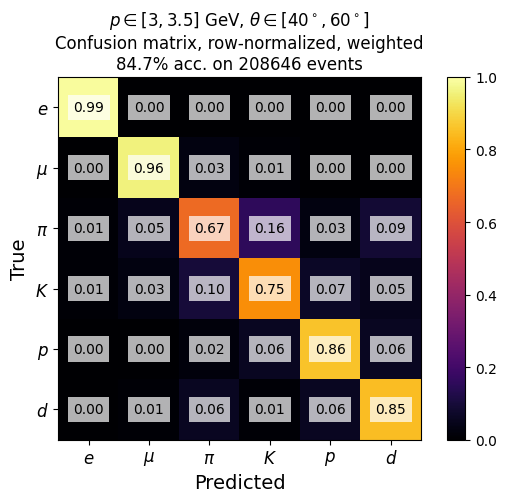 p ∈ [3, 3.5] GeV, θ ∈ [40°, 60°]
Confusion matrix, row-normalized, weighted
84.7% acc. on 208646 events
e 0.99 0.00 0.00 0.00 0.00 0.00
μ 0.00 0.96 0.03 0.01 0.00 0.00
π 0.01 0.05 0.67 0.16 0.03 0.09
K 0.01 0.03 0.10 0.75 0.07 0.05
p 0.00 0.00 0.02 0.06 0.86 0.06
d 0.00 0.01 0.06 0.01 0.06 0.85
e μ π K p d
True
Predicted
1.0
0.8
0.6
0.4
0.2
0.0